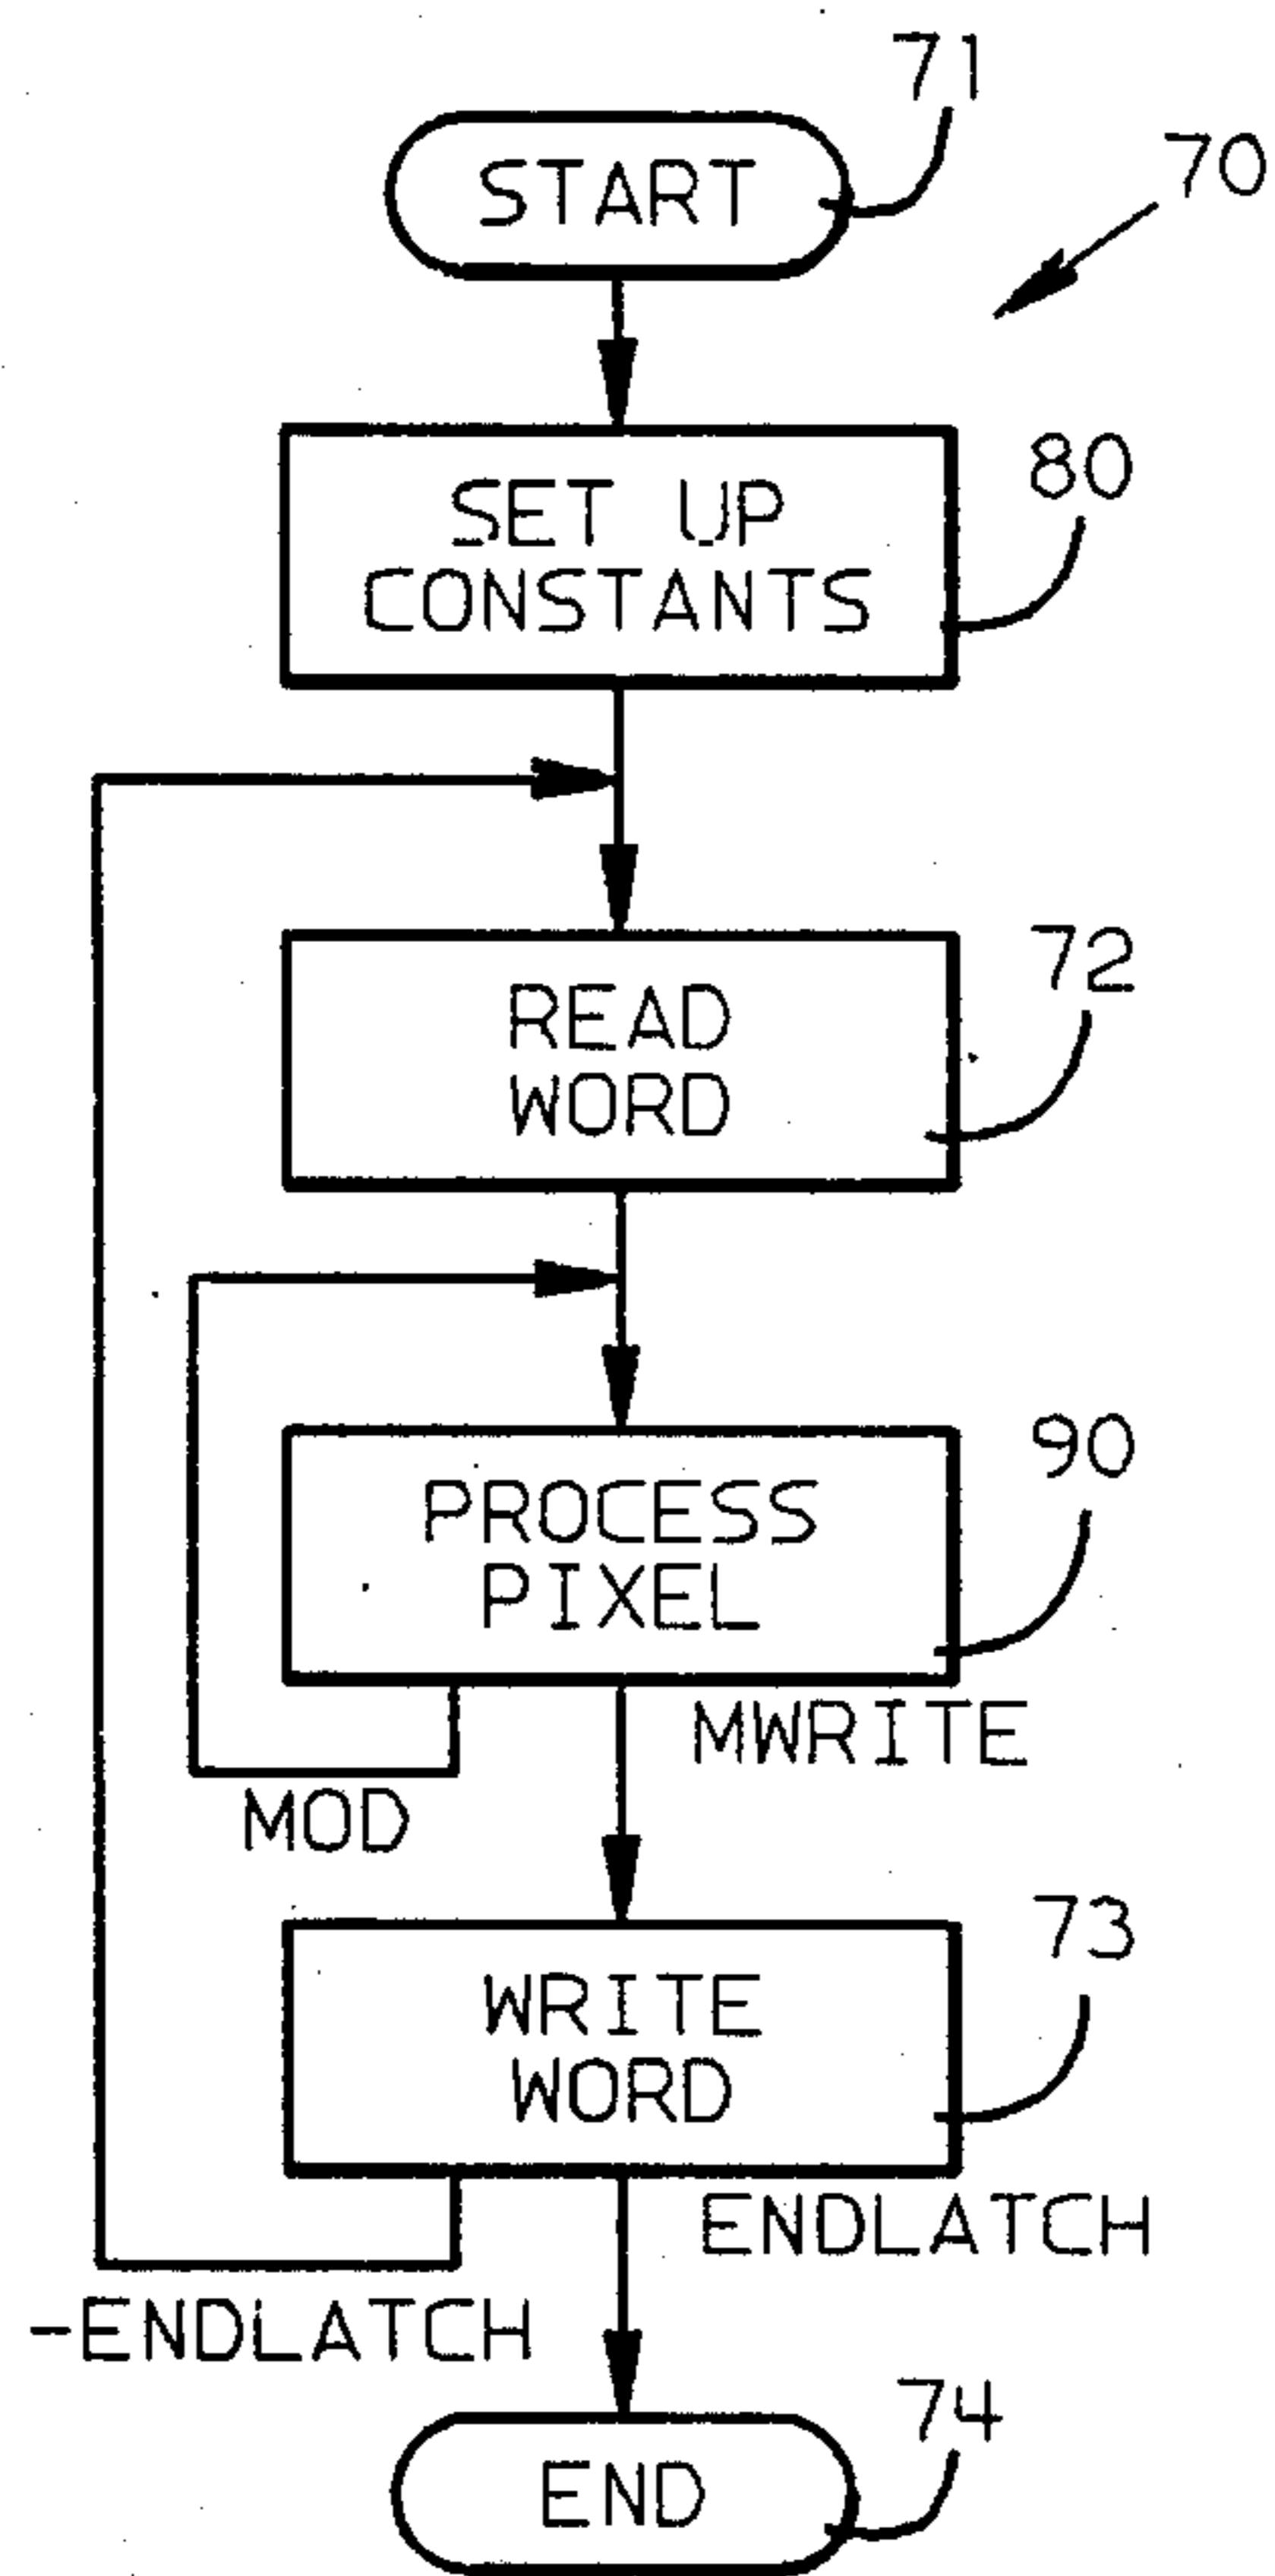 71
START
70
80
SET UP
CONSTANTS
72
READ
WORD
90
PROCESS
PIXEL
MWRITE
MOD
73
WRITE
WORD
ENDLATCH
-ENDLATCH
74
END